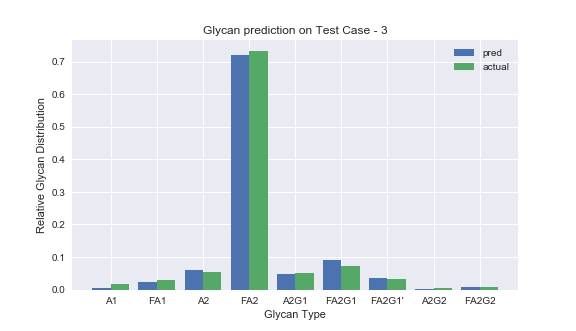 Glycan prediction on Test Case - 3
pred
actual
Relative Glycan Distribution
0.7
0.6
0.5
0.4
0.3
0.2
0.1
0.0
A1 FA1 A2 FA2 A2G1 FA2G1 FA2G1' A2G2 FA2G2
Glycan Type